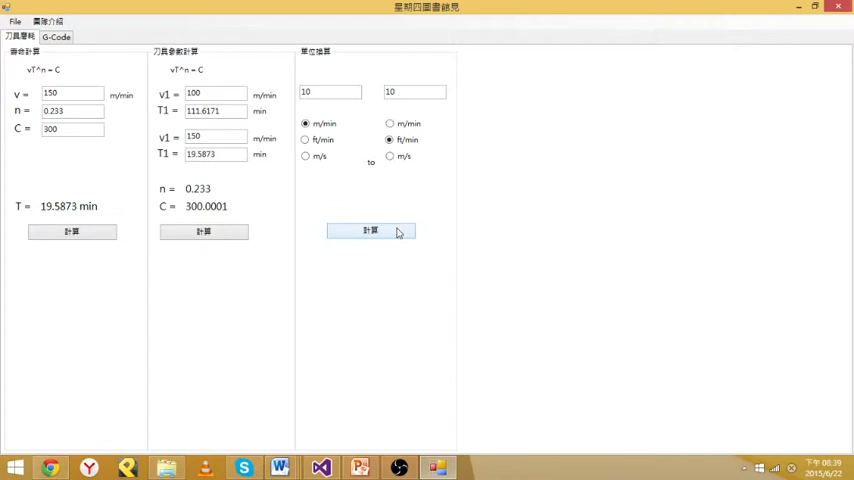 星期四圖書館見
File 團隊介紹
刀具磨耗 G-Code
壽命計算
vT^n = C
v = 150 m/min
n = 0.233
C = 300
T = 19.5873 min
計算
刀具參數計算
vT^n = C
v1 = 100 m/min
T1 = 111.6171 min
v1 = 150 m/min
T1 = 19.5873 min
n = 0.233
C = 300.0001
計算
單位換算
10 10
m/min m/min
ft/min ft/min
m/s to m/s
計算
下午 08:39
2015/6/22